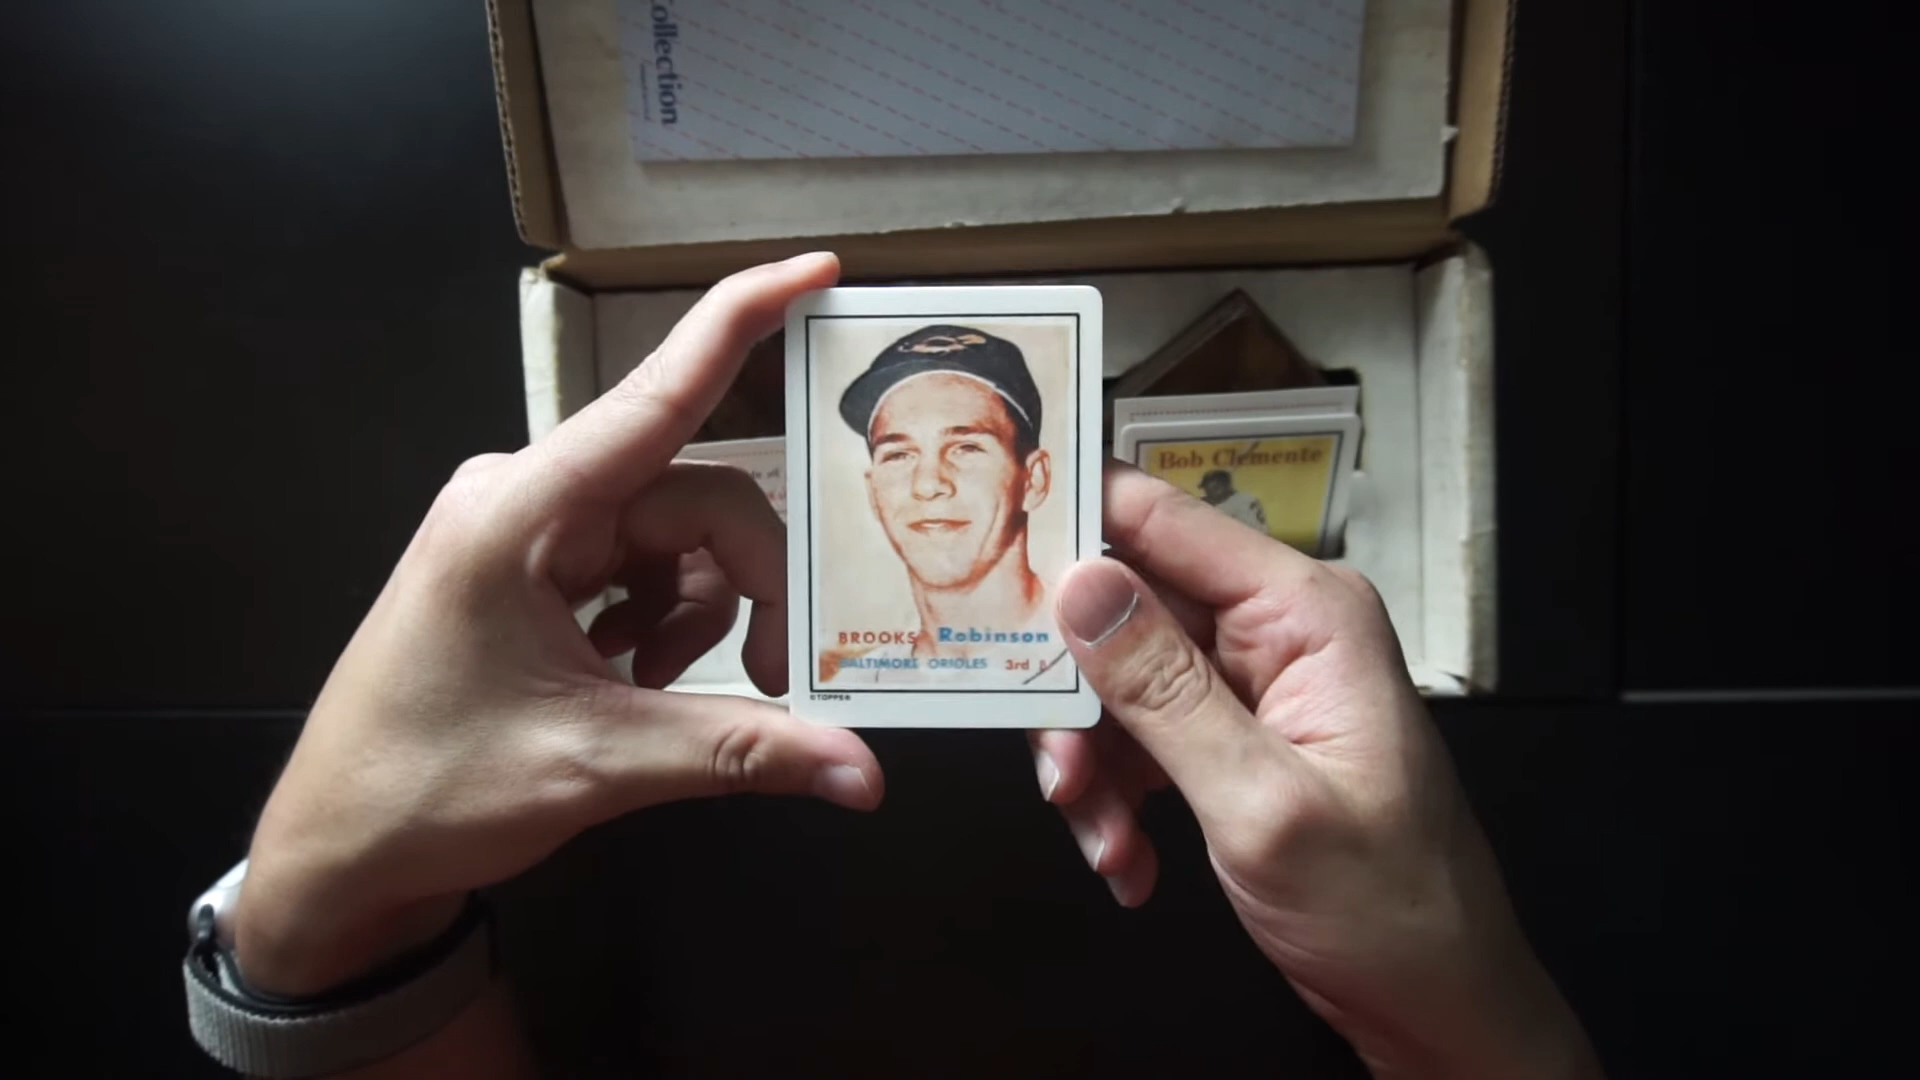 Collection
Bob Clemente
BROOKS Robinson
BALTIMORE ORIOLES 3rd B
©TOPPS®